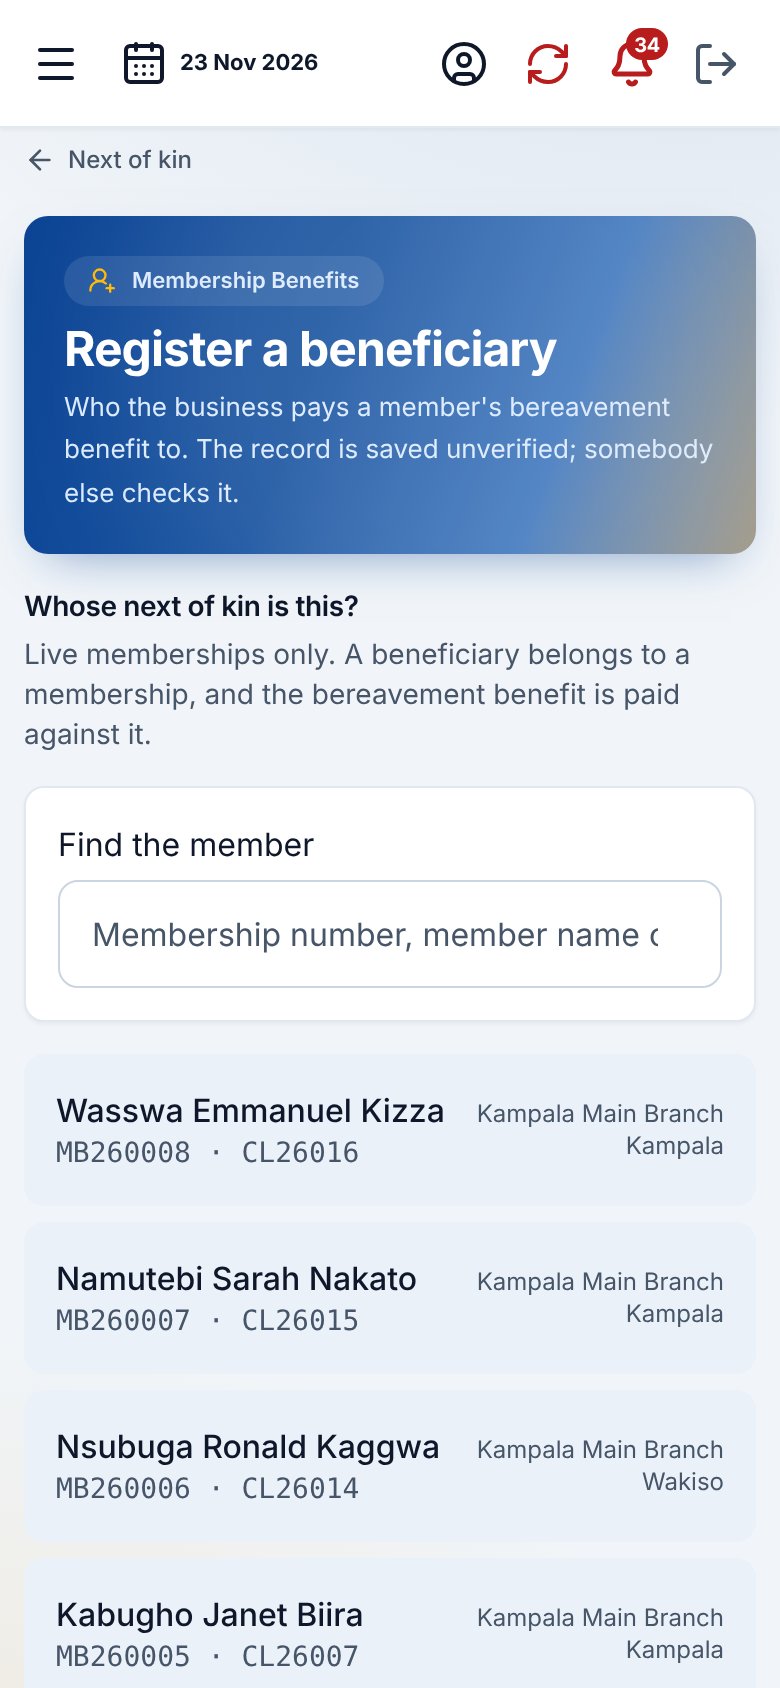 23 Nov 2026
34
Next of kin
Membership Benefits
Register a beneficiary
Who the business pays a member's bereavement
benefit to. The record is saved unverified; somebody
else checks it.
Whose next of kin is this?
Live memberships only. A beneficiary belongs to a
membership, and the bereavement benefit is paid
against it.
Find the member
Membership number, member name
Wasswa Emmanuel Kizza
MB260008 · CL26016
Kampala Main Branch
Kampala
Namutebi Sarah Nakato
MB260007 · CL26015
Kampala Main Branch
Kampala
Nsubuga Ronald Kaggwa
MB260006 · CL26014
Kampala Main Branch
Wakiso
Kabugho Janet Biira
MB260005 · CL26007
Kampala Main Branch
Kampala